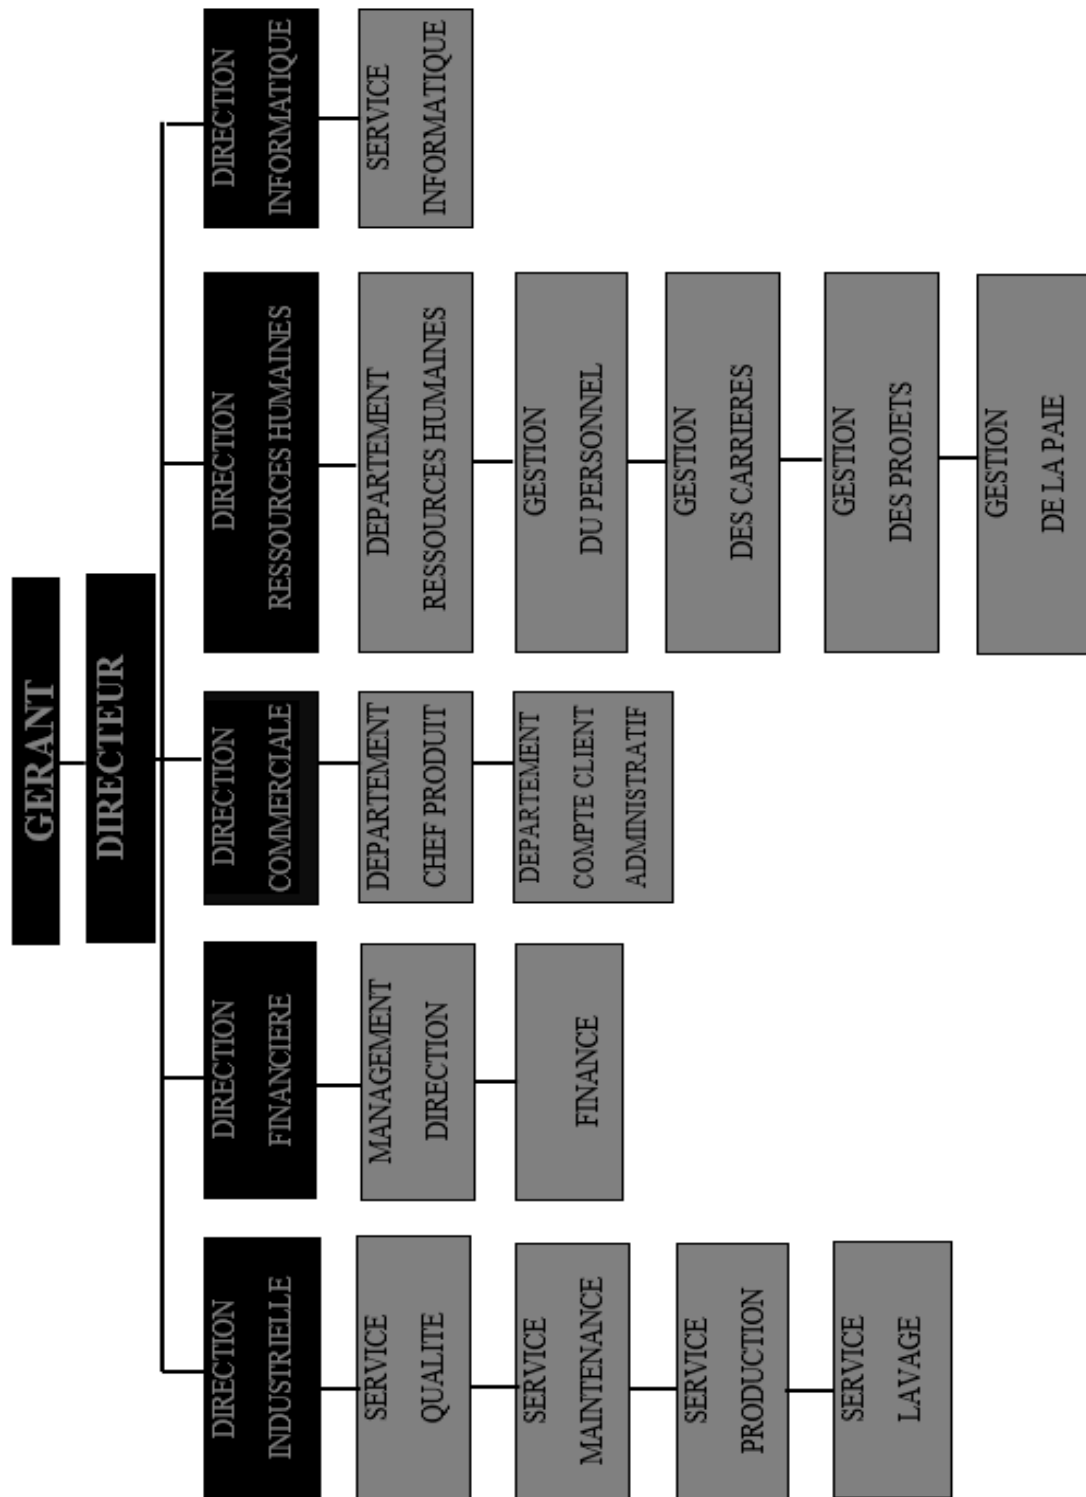 GERANT
DIRECTEUR
DIRECTION
INDUSTRIELLE
SERVICE
QUALITE
SERVICE
MAINTENANCE
SERVICE
PRODUCTION
SERVICE
LAVAGE
DIRECTION
FINANCIERE
MANAGEMENT
DIRECTION
FINANCE
DIRECTION
COMMERCIALE
DEPARTEMENT
CHEF PRODUIT
DEPARTEMENT
COMPTE CLIENT
ADMINISTRATIF
DIRECTION
RESSOURCES HUMAINES
DEPARTEMENT
RESSOURCES HUMAINES
GESTION
DU PERSONNEL
GESTION
DES CARRIERES
GESTION
DES PROJETS
GESTION
DE LA PAIE
DIRECTION
INFORMATIQUE
SERVICE
INFORMATIQUE